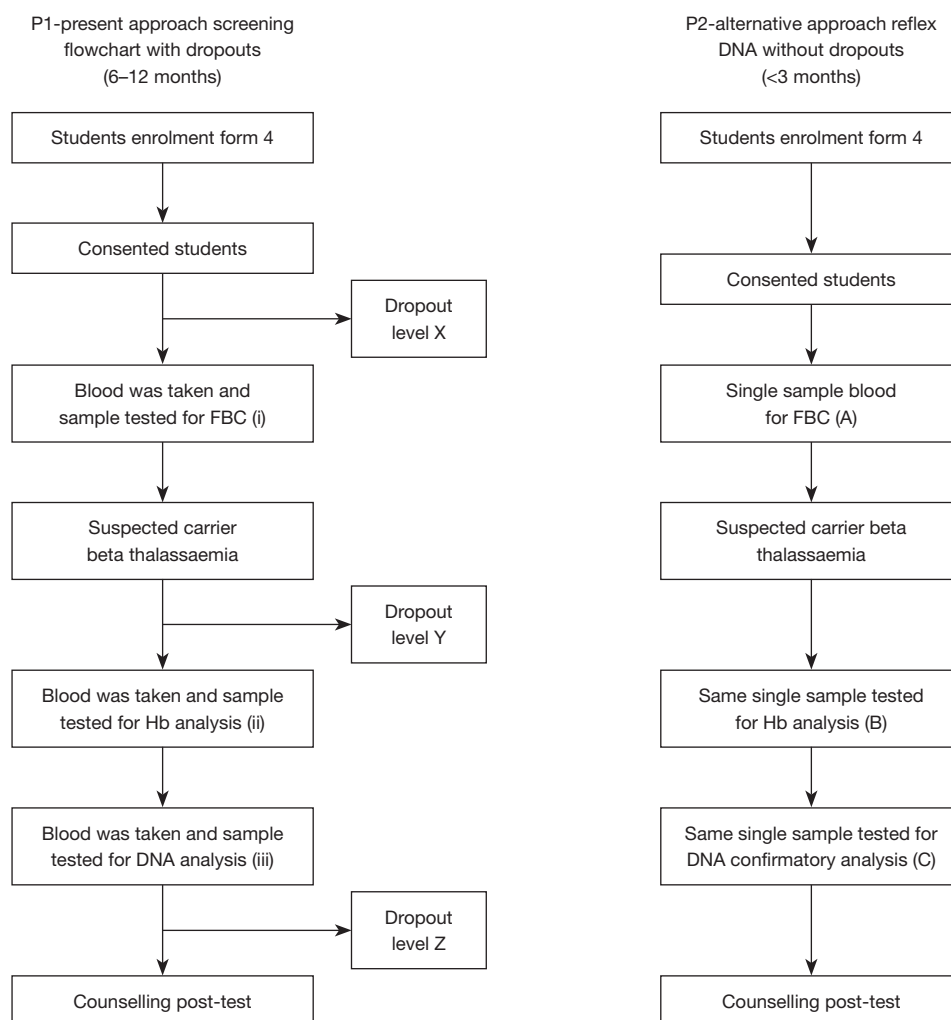 P1-present approach screening
flowchart with dropouts
(6–12 months)
Students enrolment form 4
Consented students
Dropout
level X
Blood was taken and
sample tested for FBC (i)
Suspected carrier
beta thalassaemia
Dropout
level Y
Blood was taken and sample
tested for Hb analysis (ii)
Blood was taken and sample
tested for DNA analysis (iii)
Dropout
level Z
Counselling post-test
P2-alternative approach reflex
DNA without dropouts
(<3 months)
Students enrolment form 4
Consented students
Single sample blood
for FBC (A)
Suspected carrier beta
thalassaemia
Same single sample tested
for Hb analysis (B)
Same single sample tested for
DNA confirmatory analysis (C)
Counselling post-test